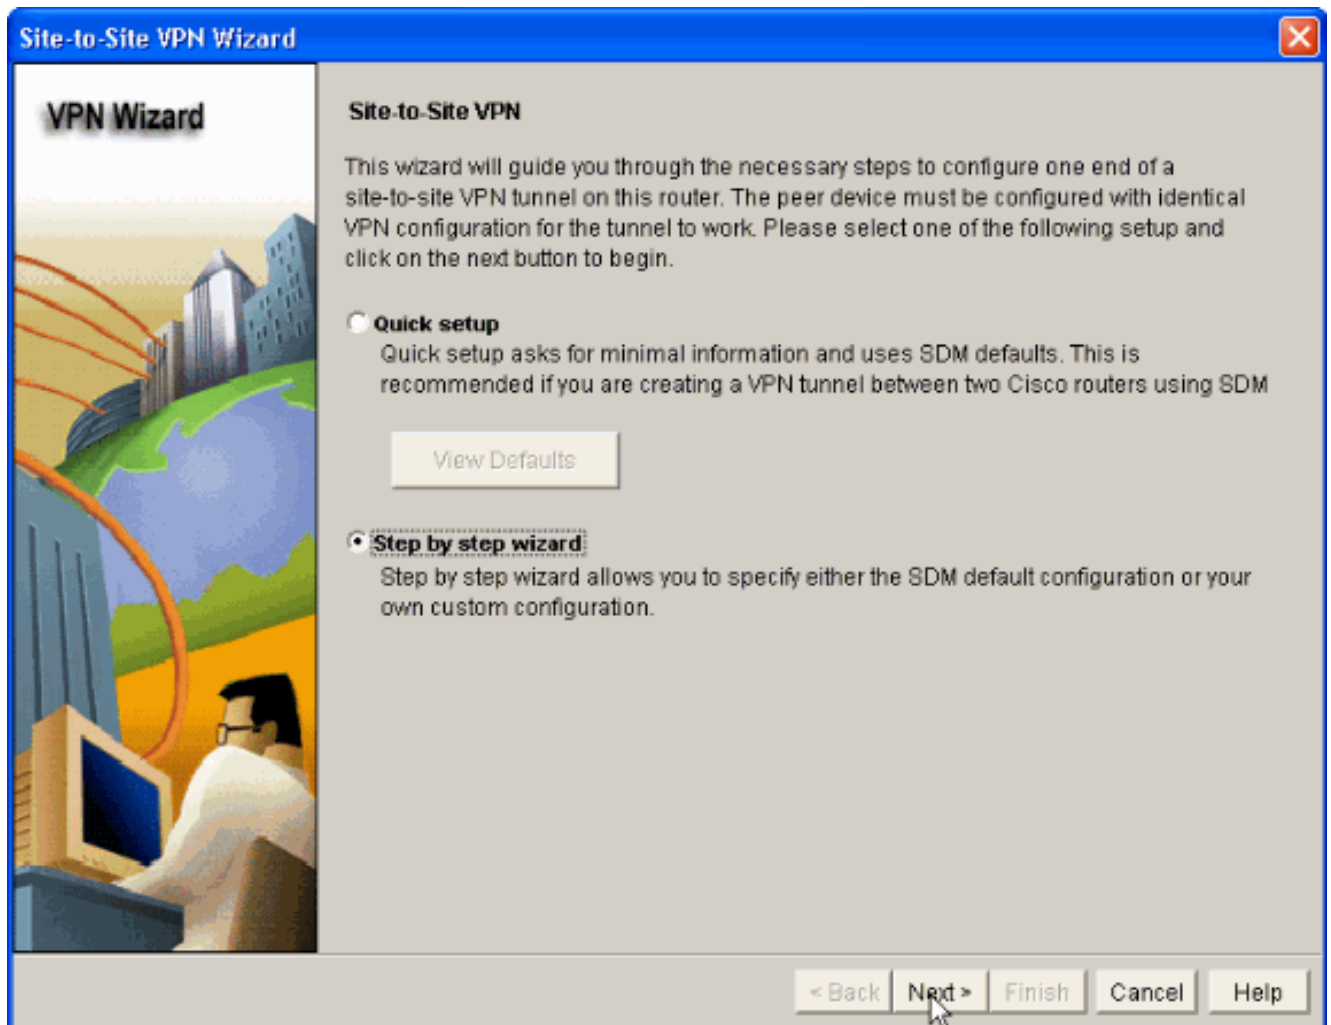 Site-to-Site VPN Wizard
VPN Wizard
Site-to-Site VPN
This wizard will guide you through the necessary steps to configure one end of a
site-to-site VPN tunnel on this router. The peer device must be configured with identical
VPN configuration for the tunnel to work. Please select one of the following setup and
click on the next button to begin.
Quick setup
Quick setup asks for minimal information and uses SDM defaults. This is
recommended if you are creating a VPN tunnel between two Cisco routers using SDM
View Defaults
Step by step wizard
Step by step wizard allows you to specify either the SDM default configuration or your
own custom configuration.
< Back Next > Finish Cancel Help